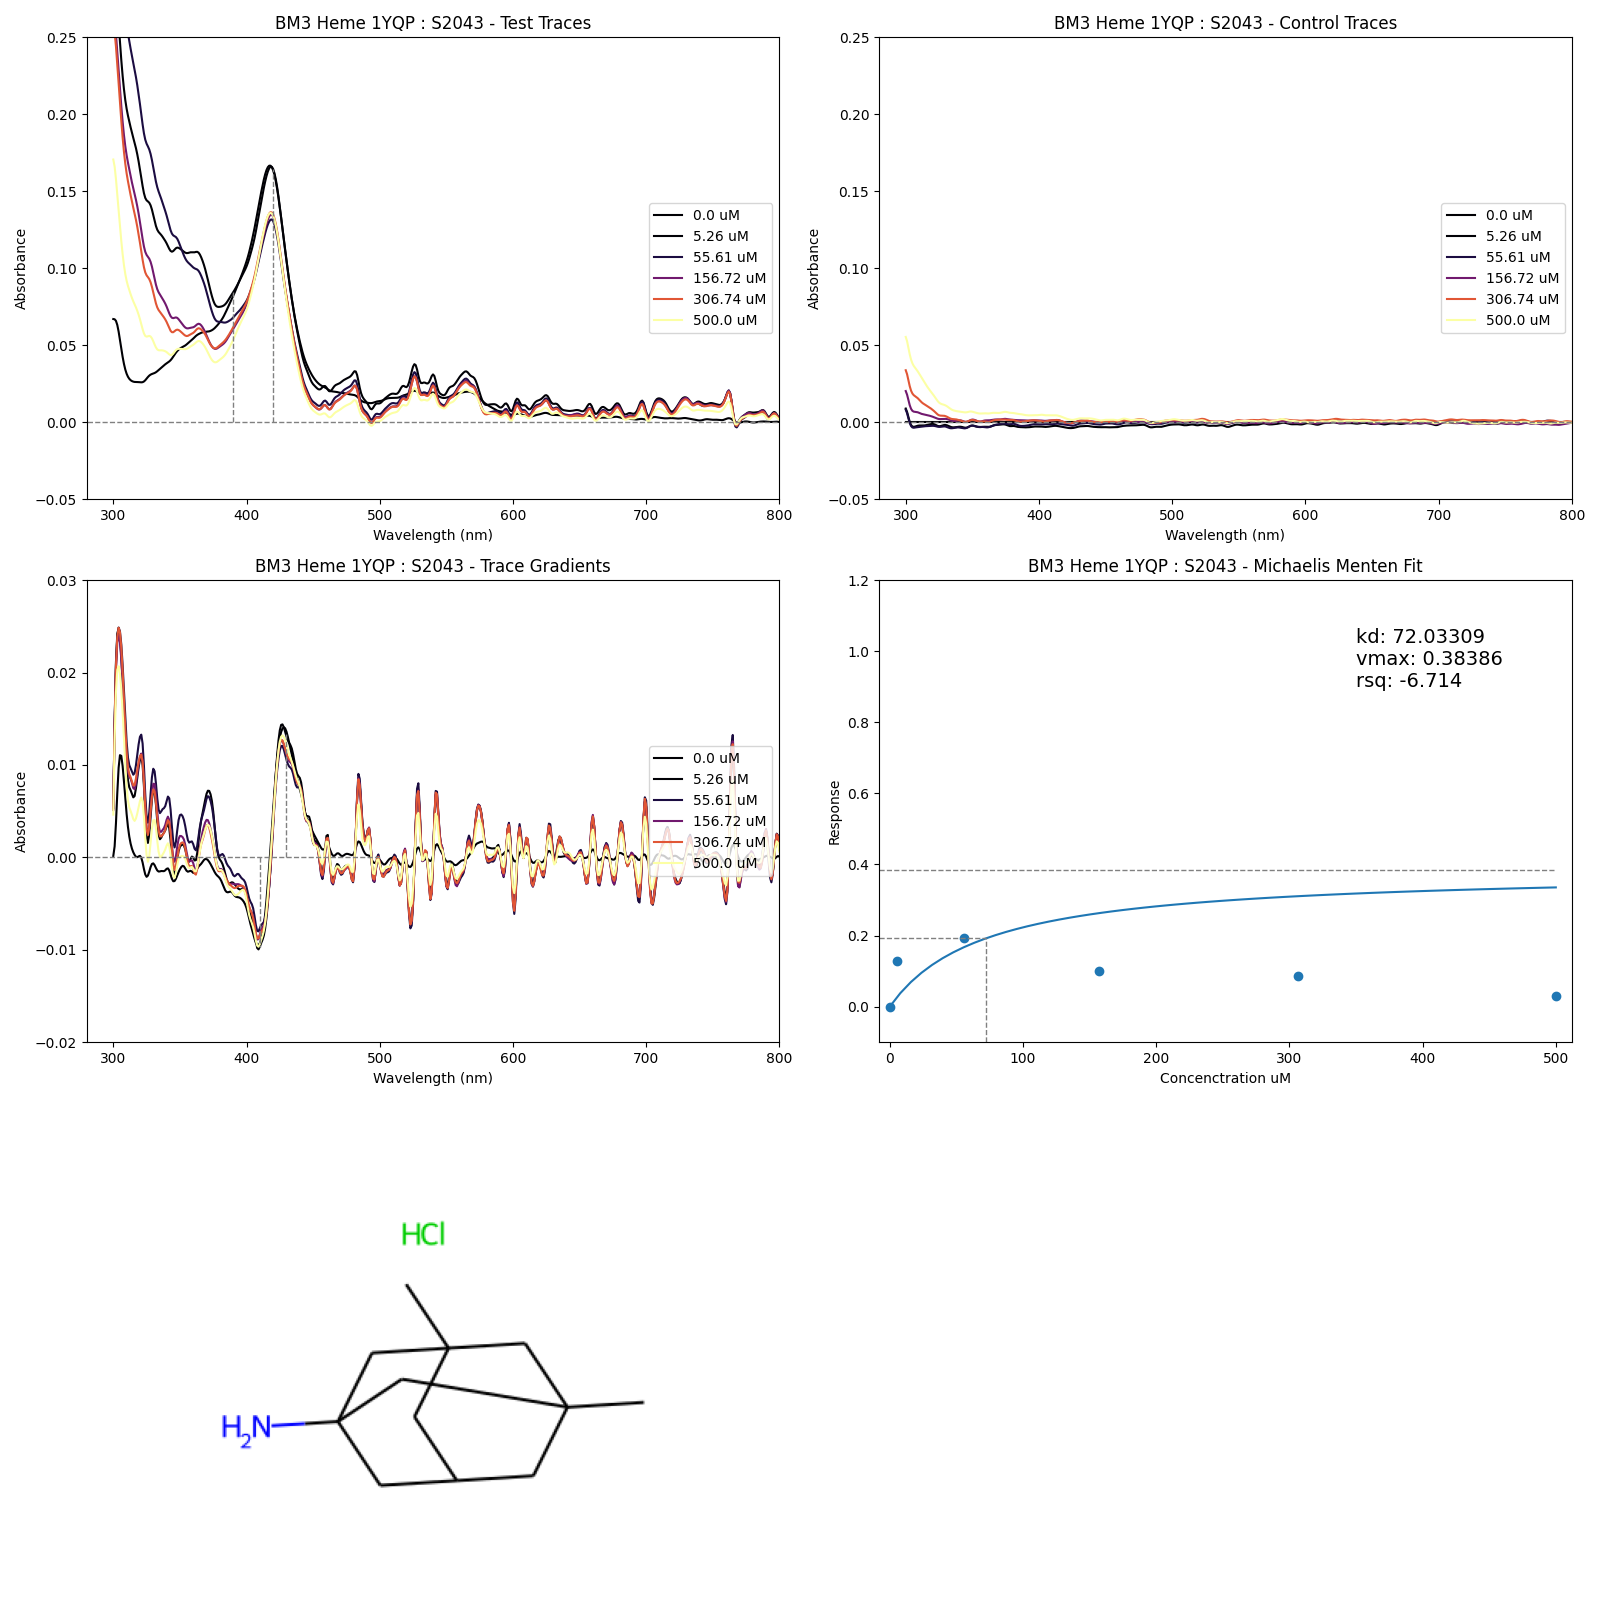 BM3 Heme 1YQP : S2043 - Test Traces
0.25
0.20
0.15
0.10
0.05
0.00
−0.05
Absorbance
300 400 500 600 700 800
Wavelength (nm)
0.0 uM
5.26 uM
55.61 uM
156.72 uM
306.74 uM
500.0 uM
BM3 Heme 1YQP : S2043 - Control Traces
0.25
0.20
0.15
0.10
0.05
0.00
−0.05
Absorbance
300 400 500 600 700 800
Wavelength (nm)
0.0 uM
5.26 uM
55.61 uM
156.72 uM
306.74 uM
500.0 uM
BM3 Heme 1YQP : S2043 - Trace Gradients
0.03
0.02
0.01
0.00
−0.01
−0.02
Absorbance
300 400 500 600 700 800
Wavelength (nm)
0.0 uM
5.26 uM
55.61 uM
156.72 uM
306.74 uM
500.0 uM
BM3 Heme 1YQP : S2043 - Michaelis Menten Fit
1.2
1.0
0.8
0.6
0.4
0.2
0.0
Response
0 100 200 300 400 500
Concenctration uM
kd: 72.03309
vmax: 0.38386
rsq: -6.714
HCl
H2N